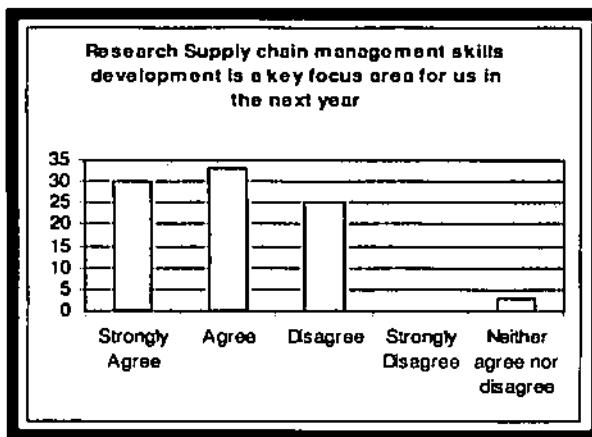 Research Supply chain management skills
development is a key focus area for us in
the next year
35
30
25
20
15
10
5
0
Strongly Agree
Agree
Disagree
Strongly Disagree
Neither agree nor disagree